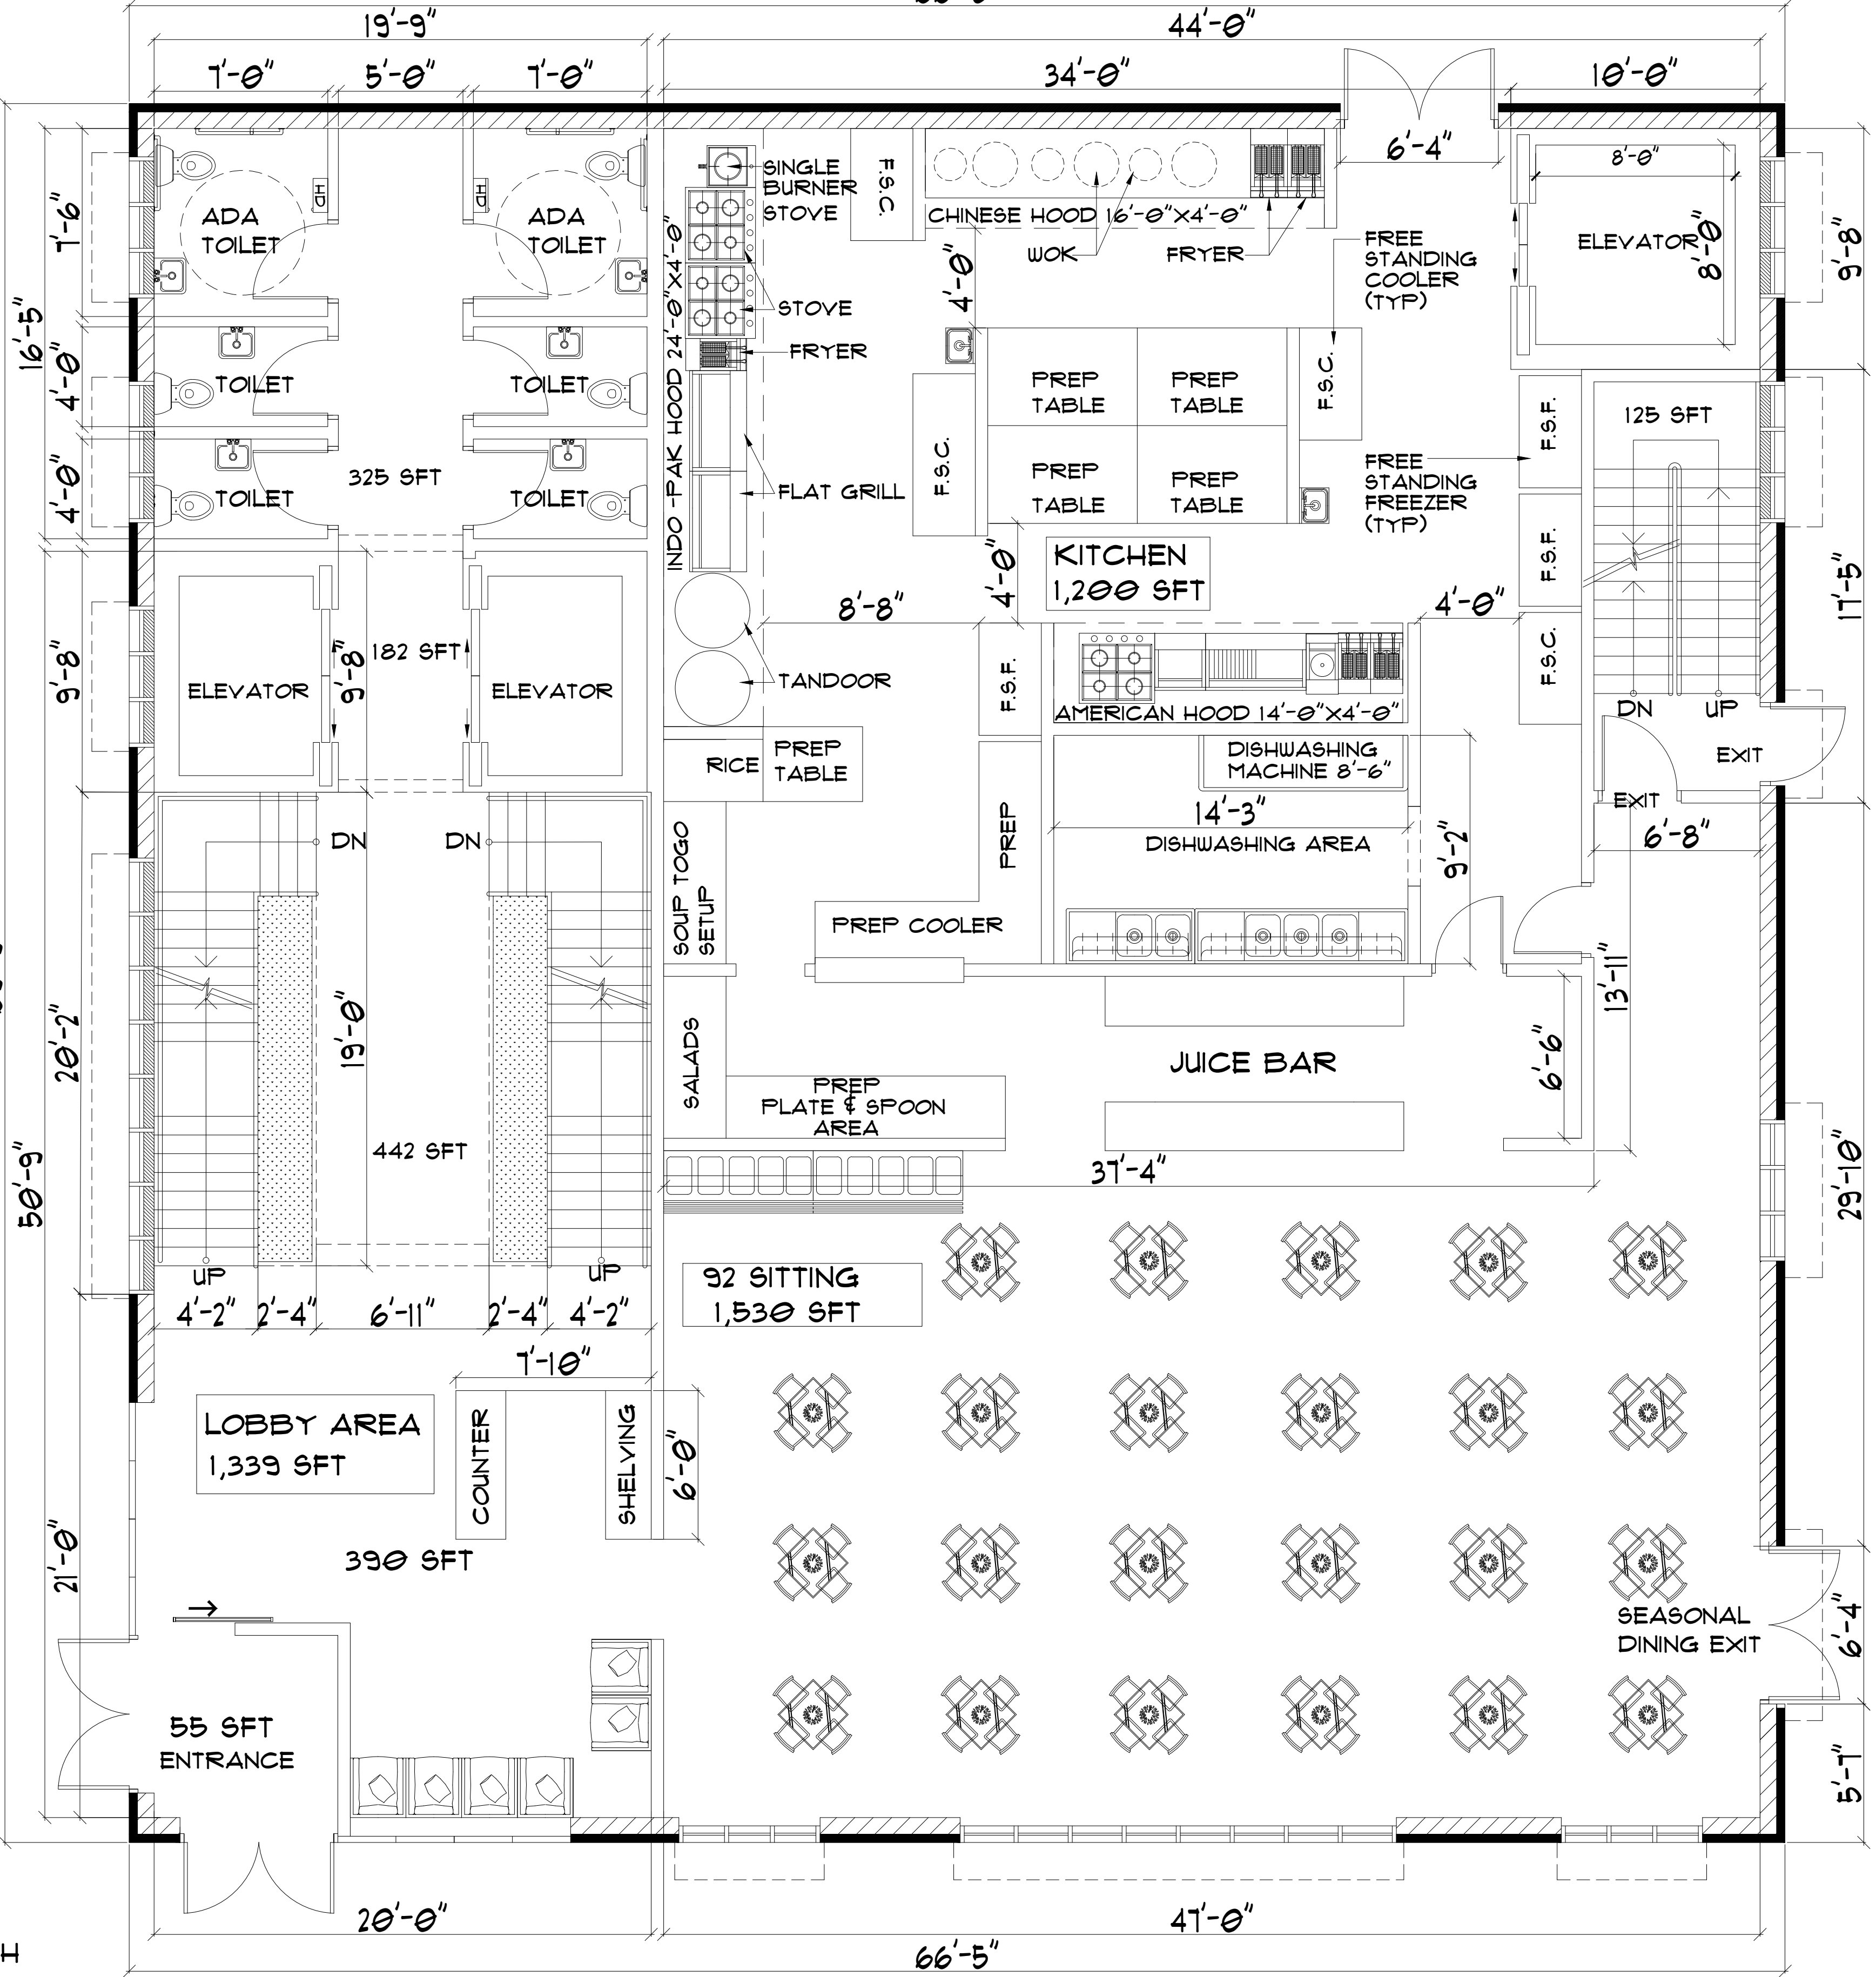 19'-9"
44'-0"
7'-0"
5'-0"
7'-0"
34'-0"
10'-0"
6'-4"
8'-0"
8'-0"
ELEVATOR
9'-8"
7'-6"
16'-5"
4'-0"
4'-0"
HD
HD
ADA
TOILET
ADA
TOILET
TOILET
TOILET
TOILET
TOILET
325 SFT
SINGLE
BURNER
STOVE
STOVE
FRYER
FLAT GRILL
INDO -PAK HOOD 24'-0"X4'-0"
F.S.C.
CHINESE HOOD 16'-0"X4'-0"
WOK
FRYER
4'-0"
FREE
STANDING
COOLER
(TYP)
PREP
TABLE
PREP
TABLE
PREP
TABLE
PREP
TABLE
F.S.C.
F.S.C.
FREE
STANDING
FREEZER
(TYP)
F.S.F.
F.S.F.
F.S.C.
125 SFT
17'-5"
KITCHEN
1,200 SFT
4'-0"
8'-8"
4'-0"
9'-8"
ELEVATOR
9'-8"
182 SFT
ELEVATOR
TANDOOR
F.S.F.
AMERICAN HOOD 14'-0"X4'-0"
DN
UP
EXIT
EXIT
6'-8"
RICE
PREP
TABLE
DISHWASHING
MACHINE 8'-6"
14'-3"
DISHWASHING AREA
9'-2"
PREP
PREP COOLER
SOUP TOGO
SETUP
DN
DN
20'-2"
19'-0"
442 SFT
50'-9"
SALADS
PREP
PLATE & SPOON
AREA
JUICE BAR
6'-6"
13'-11"
37'-4"
29'-10"
UP
UP
4'-2"
2'-4"
6'-11"
2'-4"
4'-2"
92 SITTING
1,530 SFT
7'-10"
LOBBY AREA
1,339 SFT
COUNTER
SHELVING
6'-0"
390 SFT
21'-0"
SEASONAL
DINING EXIT
6'-4"
55 SFT
ENTRANCE
5'-7"
20'-0"
47'-0"
66'-5"